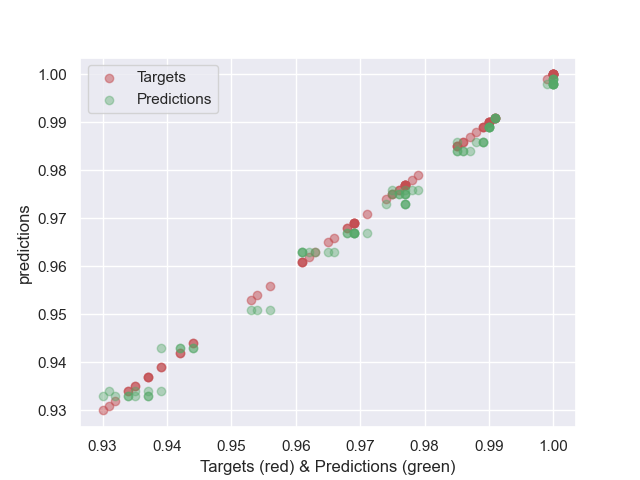 1.00
0.99
0.98
0.97
0.96
0.95
0.94
0.93
predictions
Targets
Predictions
0.93 0.94 0.95 0.96 0.97 0.98 0.99 1.00
Targets (red) & Predictions (green)